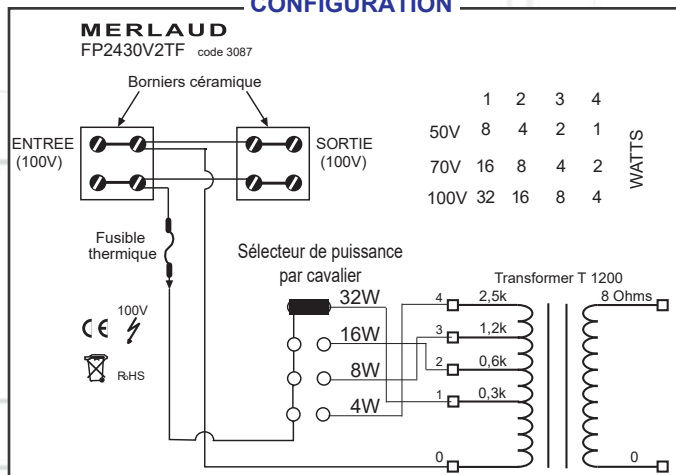 CONFIGURATION
MERLAUD
FP2430V2TF code 3087
Borniers céramique
ENTREE
(100V)
SORTIE
(100V)
1 2 3 4
50V 8 4 2 1
70V 16 8 4 2
100V 32 16 8 4
WATTS
Fusible
thermique
Sélecteur de puissance
par cavalier
32W
16W
8W
4W
100V
CE
RoHS
Transformer T 1200
4 2,5k
3 1,2k
2 0,6k
1 0,3k
0
8 Ohms
0